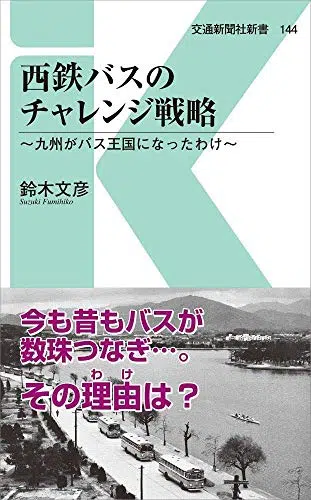 交通新聞社新書 144
西鉄バスの
チャレンジ戦略
〜九州がバス王国になったわけ〜
鈴木文彦
Suzuki Fumihiko
今も昔もバスが
数珠つなぎ…。
わけ
その理由は？